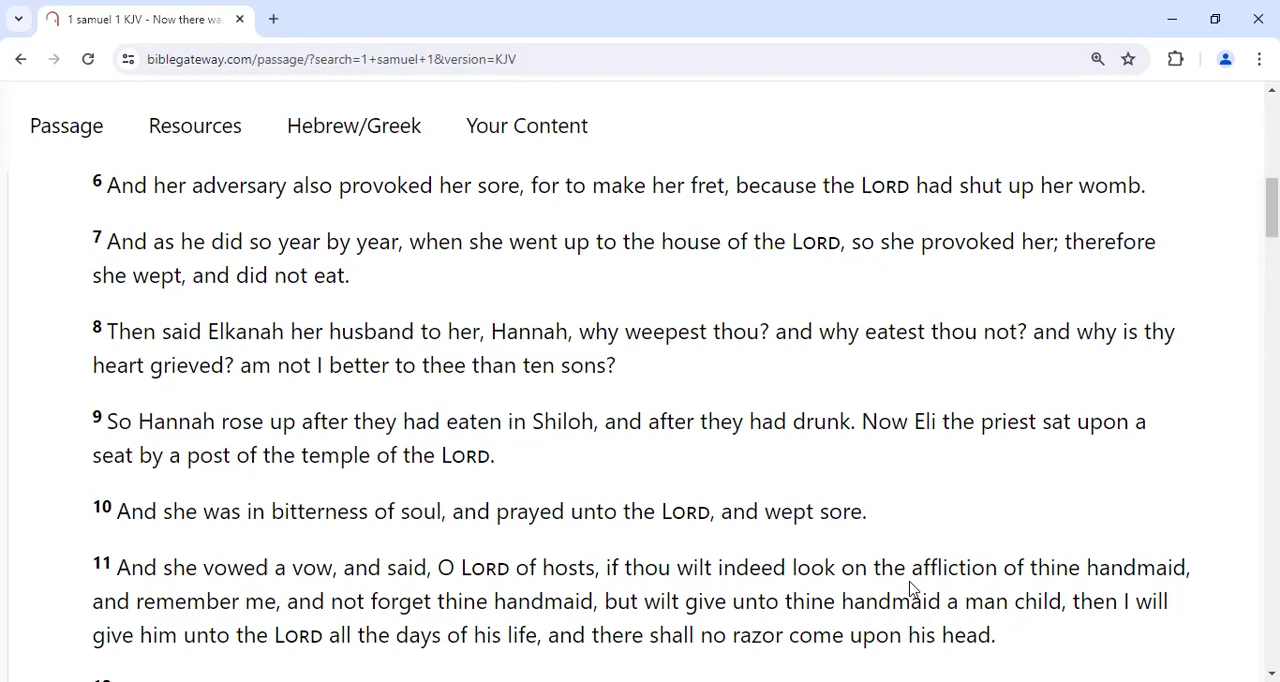 1 samuel 1 KJV - Now there wa
biblegateway.com/passage/?search=1+samuel+1&version=KJV
Passage Resources Hebrew/Greek Your Content
6 And her adversary also provoked her sore, for to make her fret, because the LORD had shut up her womb.
7 And as he did so year by year, when she went up to the house of the LORD, so she provoked her; therefore
she wept, and did not eat.
8 Then said Elkanah her husband to her, Hannah, why weepest thou? and why eatest thou not? and why is thy
heart grieved? am not I better to thee than ten sons?
9 So Hannah rose up after they had eaten in Shiloh, and after they had drunk. Now Eli the priest sat upon a
seat by a post of the temple of the LORD.
10 And she was in bitterness of soul, and prayed unto the LORD, and wept sore.
11 And she vowed a vow, and said, O LORD of hosts, if thou wilt indeed look on the affliction of thine handmaid,
and remember me, and not forget thine handmaid, but wilt give unto thine handmaid a man child, then I will
give him unto the LORD all the days of his life, and there shall no razor come upon his head.